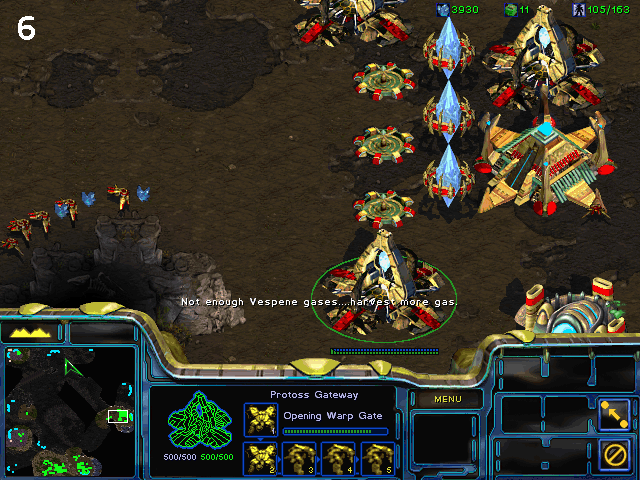 6
3930 11 105/163
Not enough Vespene gases....harvest more gas.
Protoss Gateway
MENU
Opening Warp Gate
1
500/500 500/500
2 3 4 5